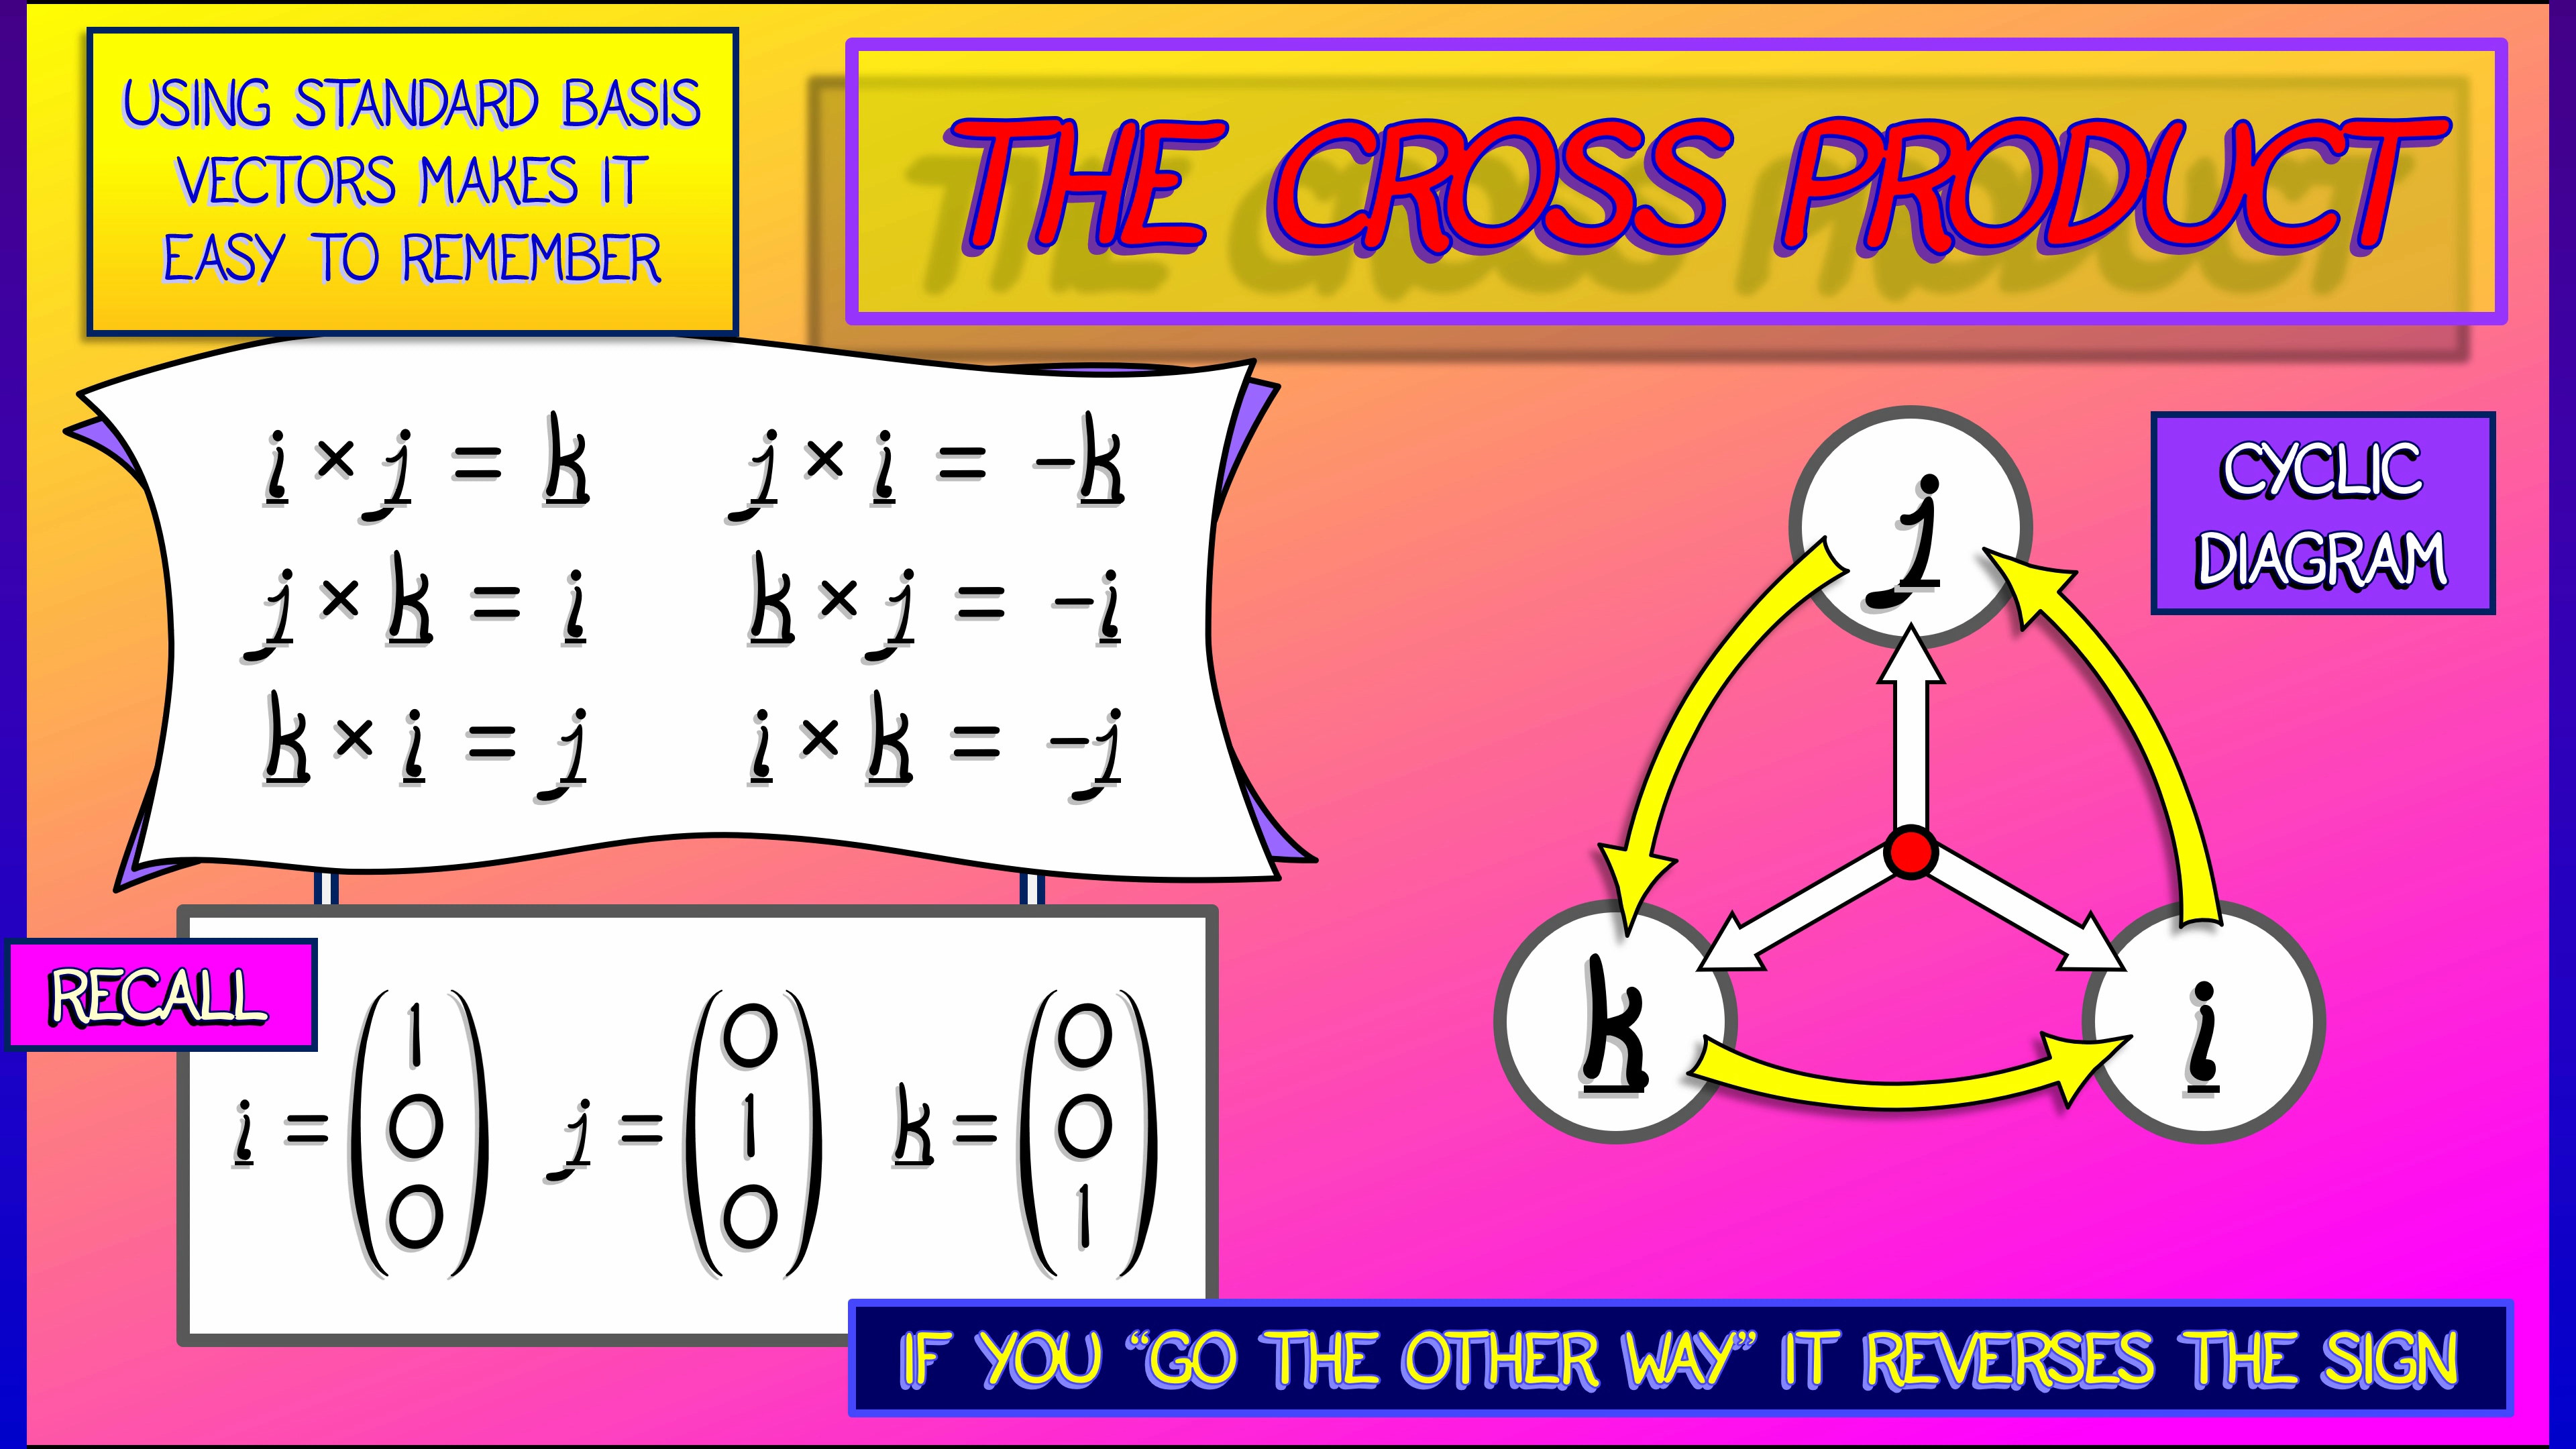 USING STANDARD BASIS
VECTORS MAKES IT
EASY TO REMEMBER
THE CROSS PRODUCT
i × j = k    j × i = -k
j × k = i    k × j = -i
k × i = j    i × k = -j
CYCLIC
DIAGRAM
j
k
i
RECALL
i = (1 0 0)  j = (0 1 0)  k = (0 0 1)
IF YOU “GO THE OTHER WAY” IT REVERSES THE SIGN